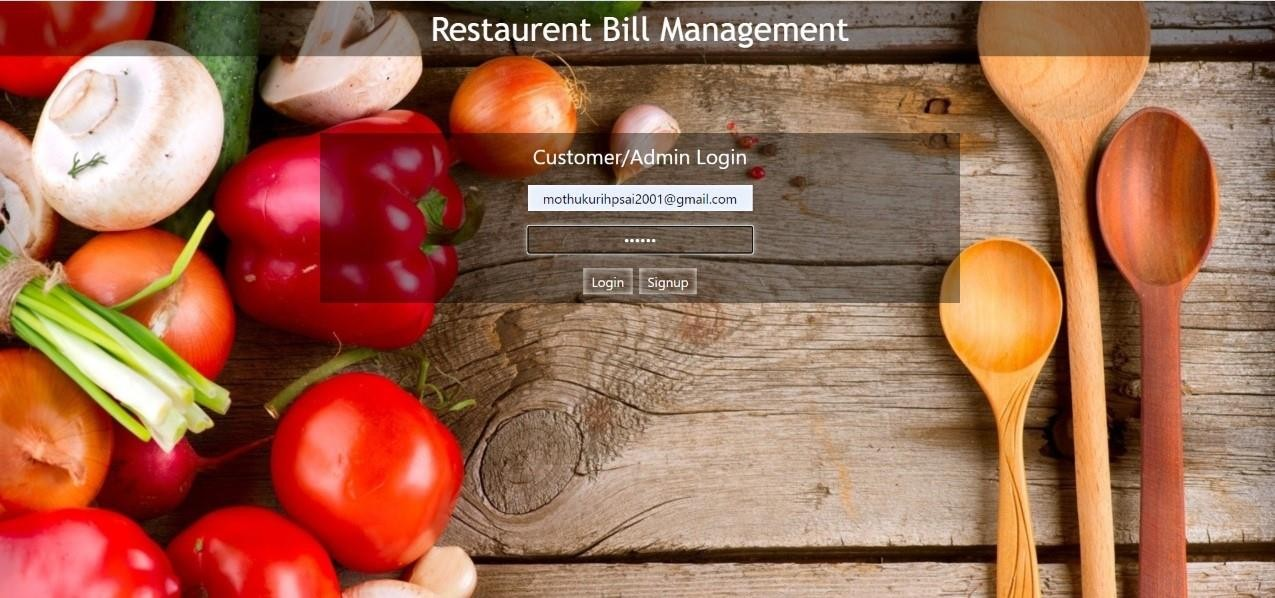 Restaurent Bill Management
Customer/Admin Login
mothukurihpsai2001@gmail.com
••••••
Login Signup